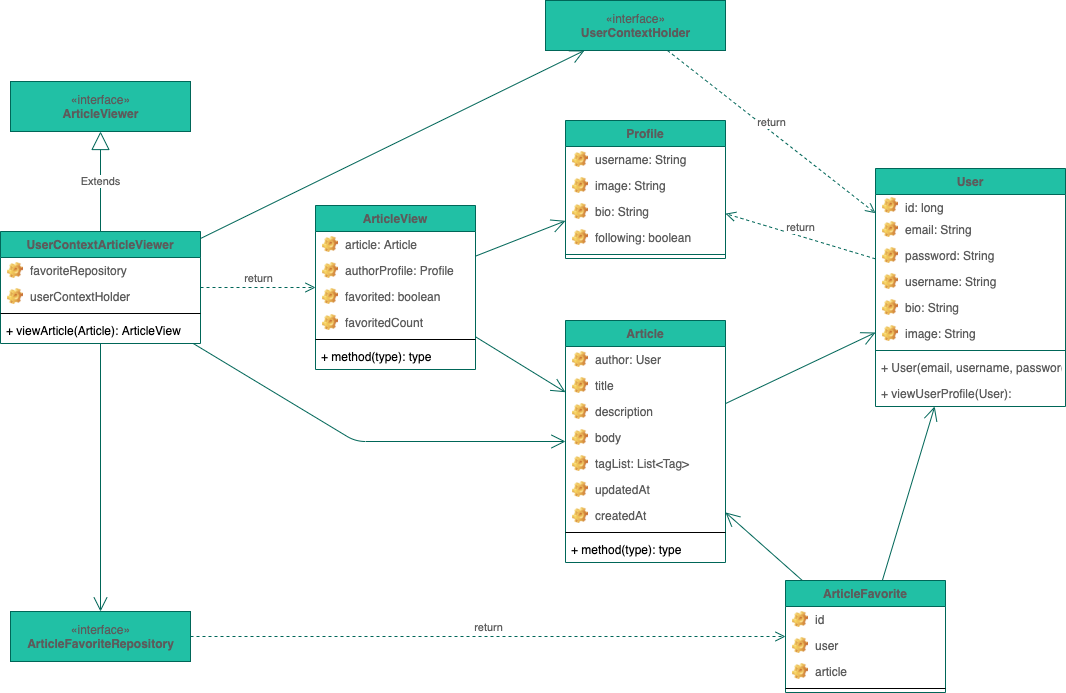 «interface»
UserContextHolder
«interface»
ArticleViewer
return
Profile
username: String
image: String
bio: String
following: boolean
User
id: long
email: String
password: String
username: String
bio: String
image: String
+ User(email, username, passwor
+ viewUserProfile(User):
Extends
return
UserContextArticleViewer
favoriteRepository
userContextHolder
+ viewArticle(Article): ArticleView
return
ArticleView
article: Article
authorProfile: Profile
favorited: boolean
favoritedCount
+ method(type): type
Article
author: User
title
description
body
tagList: List<Tag>
updatedAt
createdAt
+ method(type): type
«interface»
ArticleFavoriteRepository
return
ArticleFavorite
id
user
article